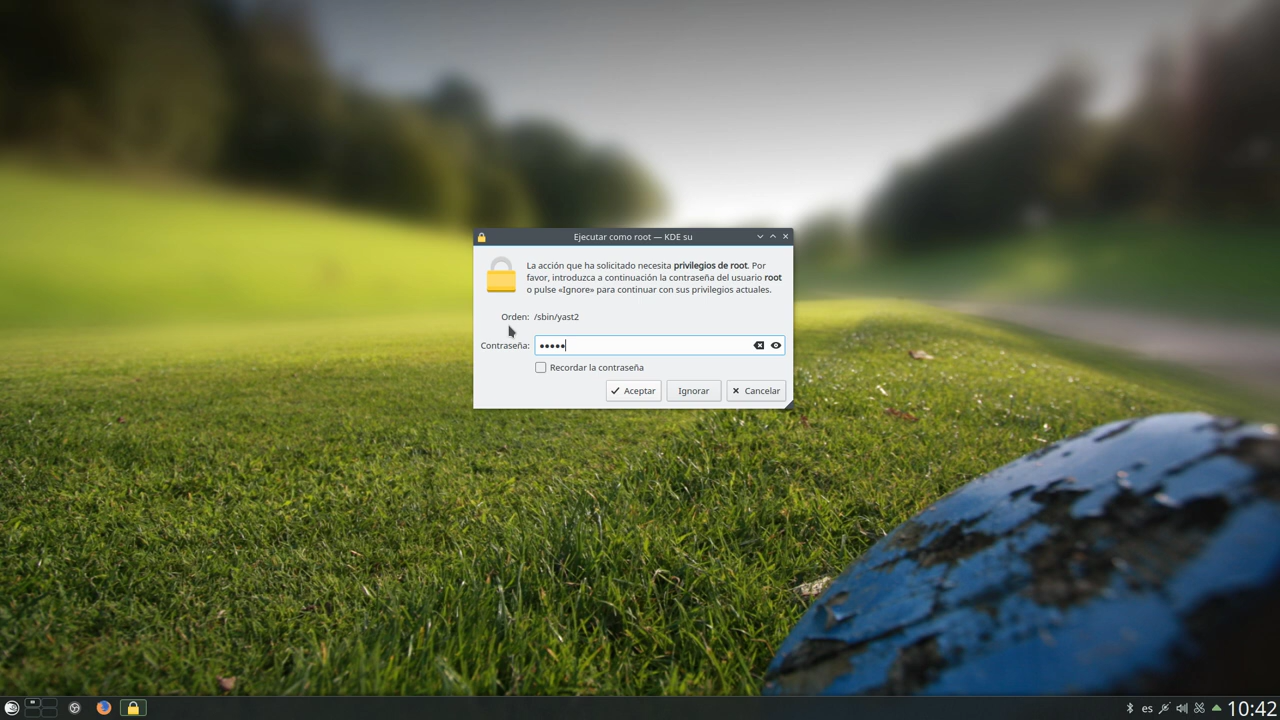 Ejecutar como root — KDE su
La acción que ha solicitado necesita privilegios de root. Por
favor, introduzca a continuación la contraseña del usuario root
o pulse «Ignore» para continuar con sus privilegios actuales.
Orden: /sbin/yast2
Contraseña: •••••
Recordar la contraseña
Aceptar Ignorar Cancelar
es 10:42